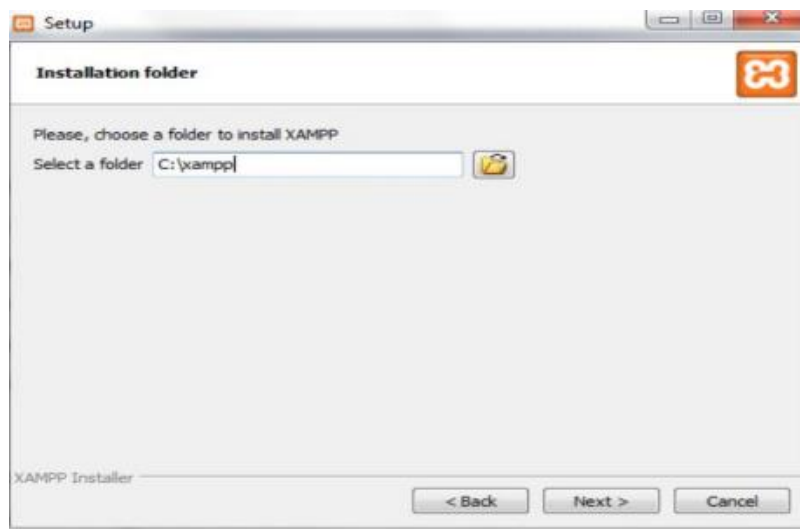 Setup
Installation folder
Please, choose a folder to install XAMPP
Select a folder C:\xampp
XAMPP Installer
< Back Next > Cancel